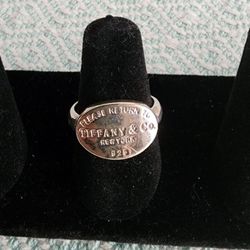 PLEASE RETURN TO
TIFFANY & CO.
NEW YORK
925